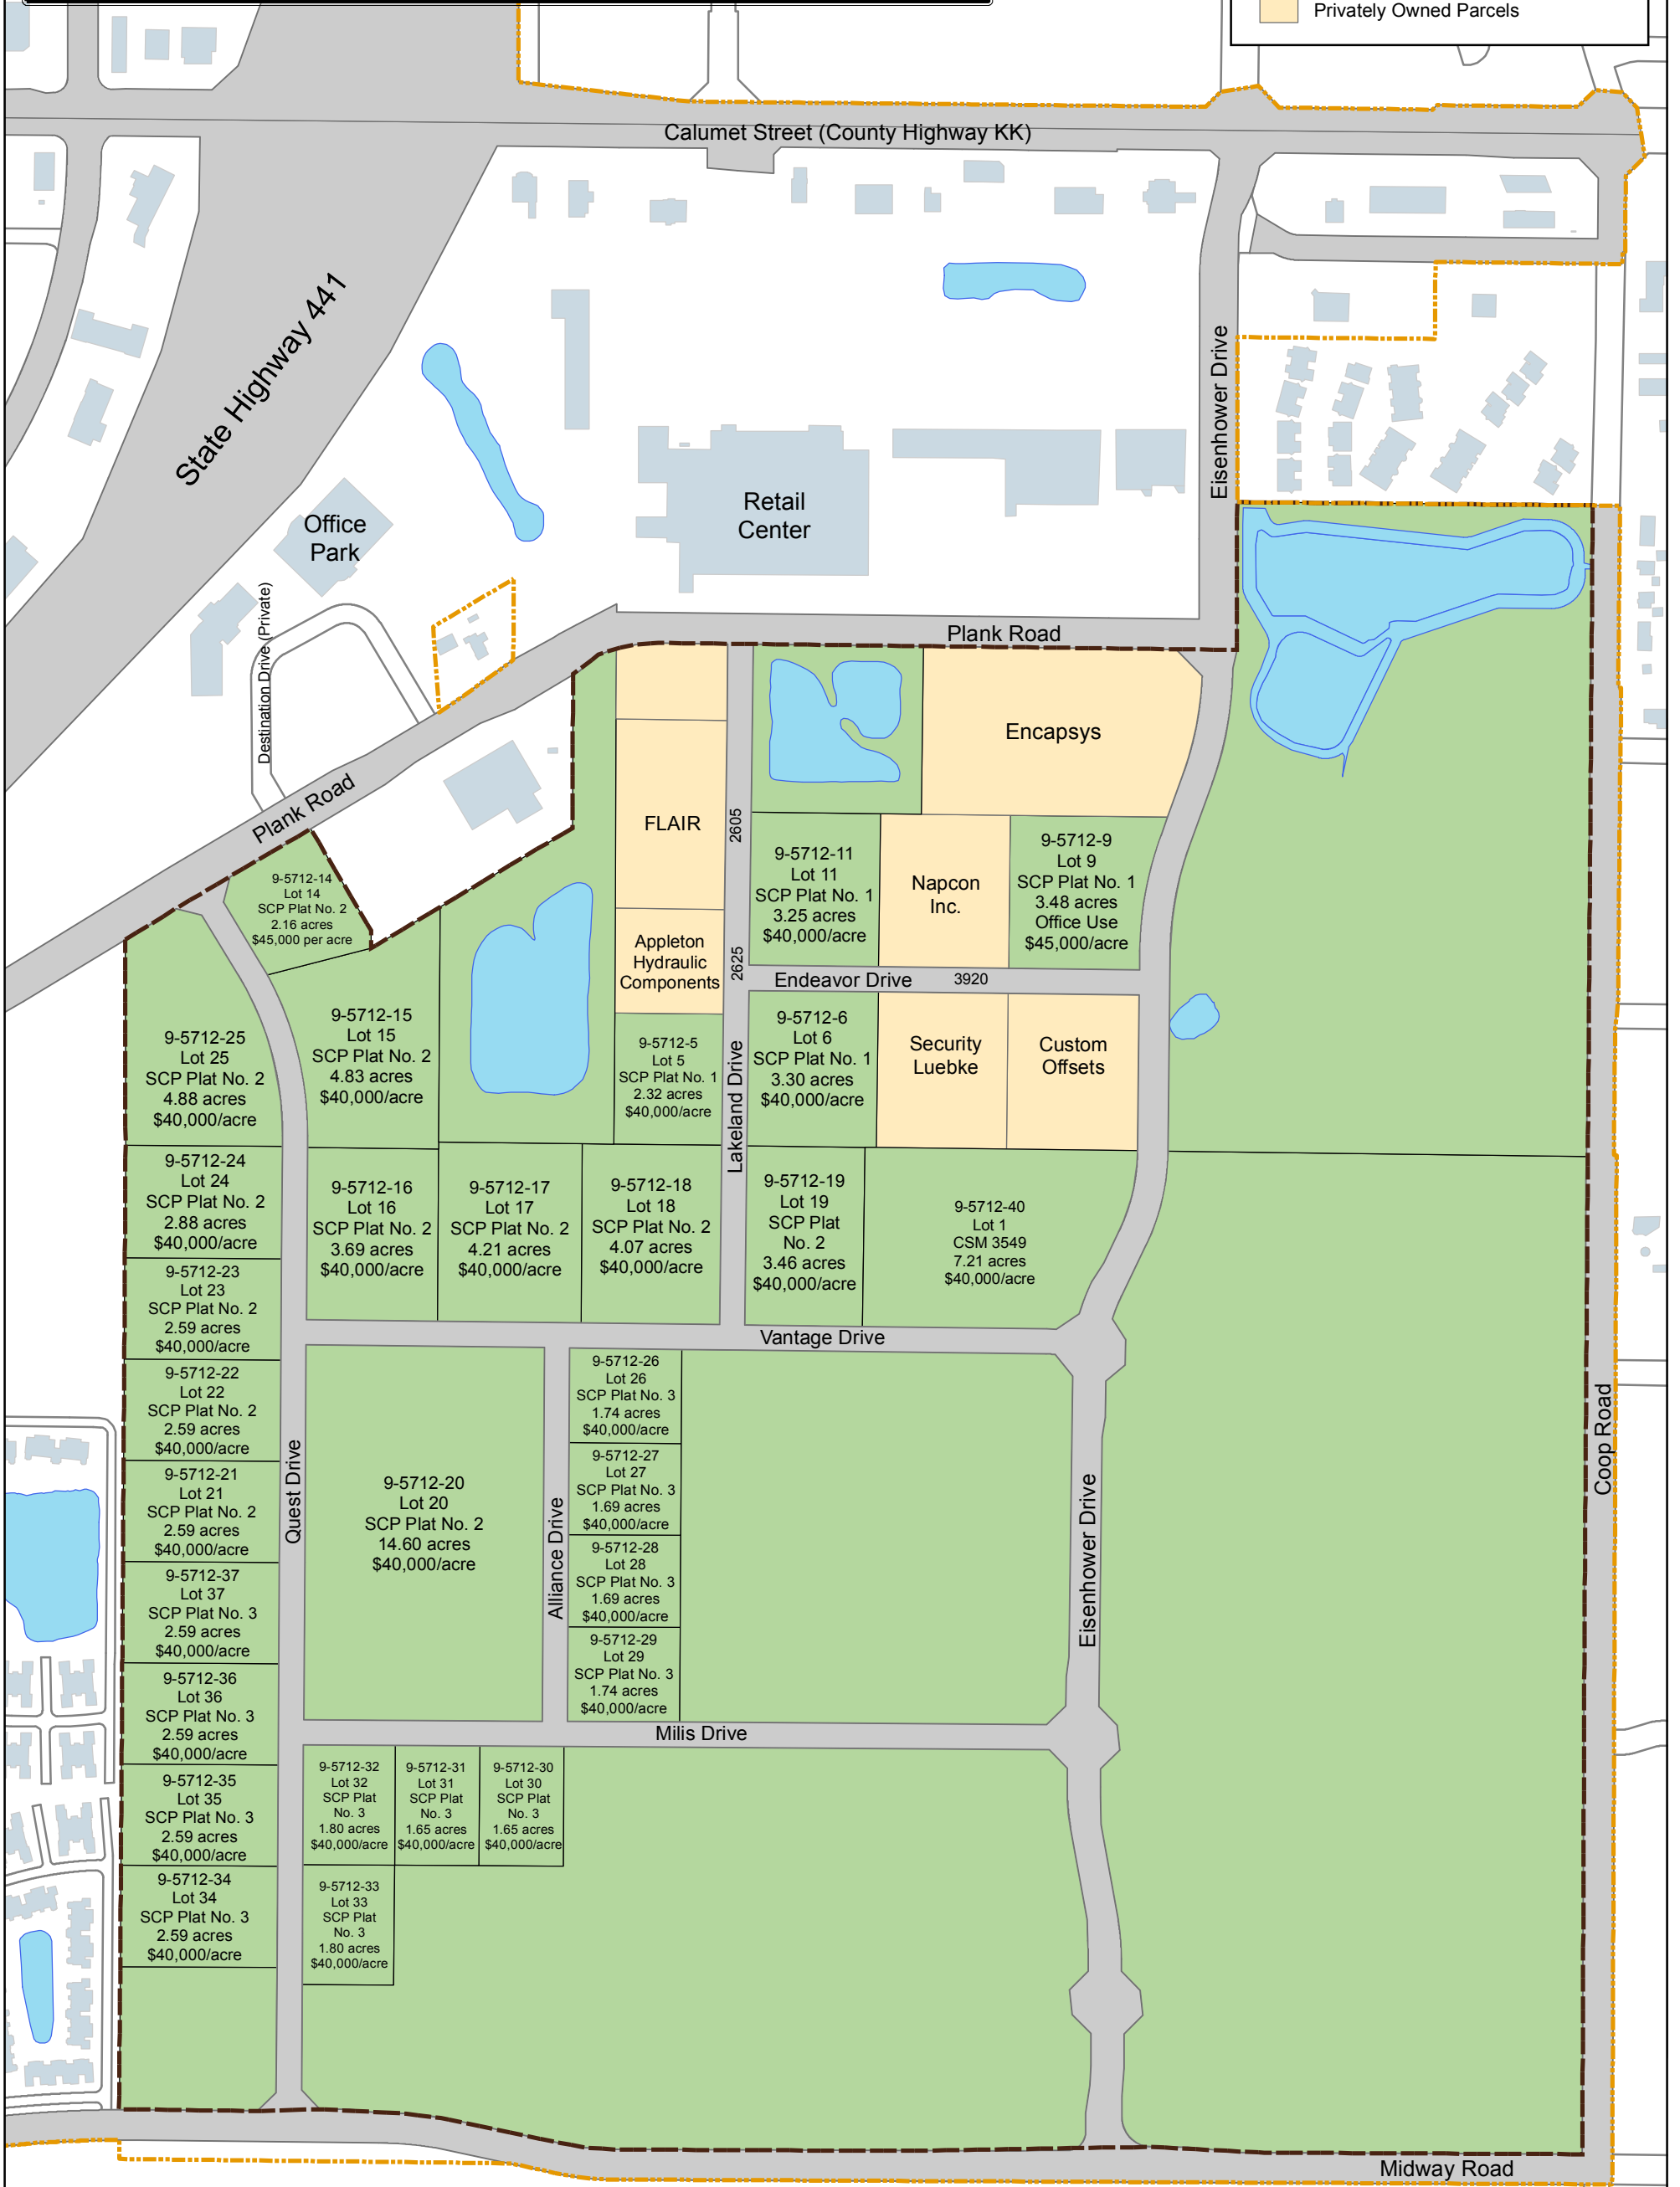 Privately Owned Parcels
Calumet Street (County Highway KK)
State Highway 441
Eisenhower Drive
Office
Park
Retail
Center
Destination Drive (Private)
Plank Road
Plank Road
Encapsys
FLAIR
2605
9-5712-11
Lot 11
SCP Plat No. 1
3.25 acres
$40,000/acre
Napcon
Inc.
9-5712-9
Lot 9
SCP Plat No. 1
3.48 acres
Office Use
$45,000/acre
9-5712-14
Lot 14
SCP Plat No. 2
2.16 acres
$45,000 per acre
Appleton
Hydraulic
Components
2625
Endeavor Drive
3920
9-5712-25
Lot 25
SCP Plat No. 2
4.88 acres
$40,000/acre
9-5712-15
Lot 15
SCP Plat No. 2
4.83 acres
$40,000/acre
9-5712-5
Lot 5
SCP Plat No. 1
2.32 acres
$40,000/acre
Lakeland Drive
9-5712-6
Lot 6
SCP Plat No. 1
3.30 acres
$40,000/acre
Security
Luebke
Custom
Offsets
9-5712-24
Lot 24
SCP Plat No. 2
2.88 acres
$40,000/acre
9-5712-16
Lot 16
SCP Plat No. 2
3.69 acres
$40,000/acre
9-5712-17
Lot 17
SCP Plat No. 2
4.21 acres
$40,000/acre
9-5712-18
Lot 18
SCP Plat No. 2
4.07 acres
$40,000/acre
9-5712-19
Lot 19
SCP Plat
No. 2
3.46 acres
$40,000/acre
9-5712-40
Lot 1
CSM 3549
7.21 acres
$40,000/acre
9-5712-23
Lot 23
SCP Plat No. 2
2.59 acres
$40,000/acre
Vantage Drive
9-5712-22
Lot 22
SCP Plat No. 2
2.59 acres
$40,000/acre
9-5712-26
Lot 26
SCP Plat No. 3
1.74 acres
$40,000/acre
9-5712-21
Lot 21
SCP Plat No. 2
2.59 acres
$40,000/acre
Quest Drive
9-5712-20
Lot 20
SCP Plat No. 2
14.60 acres
$40,000/acre
Alliance Drive
9-5712-27
Lot 27
SCP Plat No. 3
1.69 acres
$40,000/acre
9-5712-28
Lot 28
SCP Plat No. 3
1.69 acres
$40,000/acre
9-5712-29
Lot 29
SCP Plat No. 3
1.74 acres
$40,000/acre
Eisenhower Drive
Coop Road
9-5712-37
Lot 37
SCP Plat No. 3
2.59 acres
$40,000/acre
9-5712-36
Lot 36
SCP Plat No. 3
2.59 acres
$40,000/acre
Milis Drive
9-5712-35
Lot 35
SCP Plat No. 3
2.59 acres
$40,000/acre
9-5712-32
Lot 32
SCP Plat
No. 3
1.80 acres
$40,000/acre
9-5712-31
Lot 31
SCP Plat
No. 3
1.65 acres
$40,000/acre
9-5712-30
Lot 30
SCP Plat
No. 3
1.65 acres
$40,000/acre
9-5712-34
Lot 34
SCP Plat No. 3
2.59 acres
$40,000/acre
9-5712-33
Lot 33
SCP Plat
No. 3
1.80 acres
$40,000/acre
Midway Road